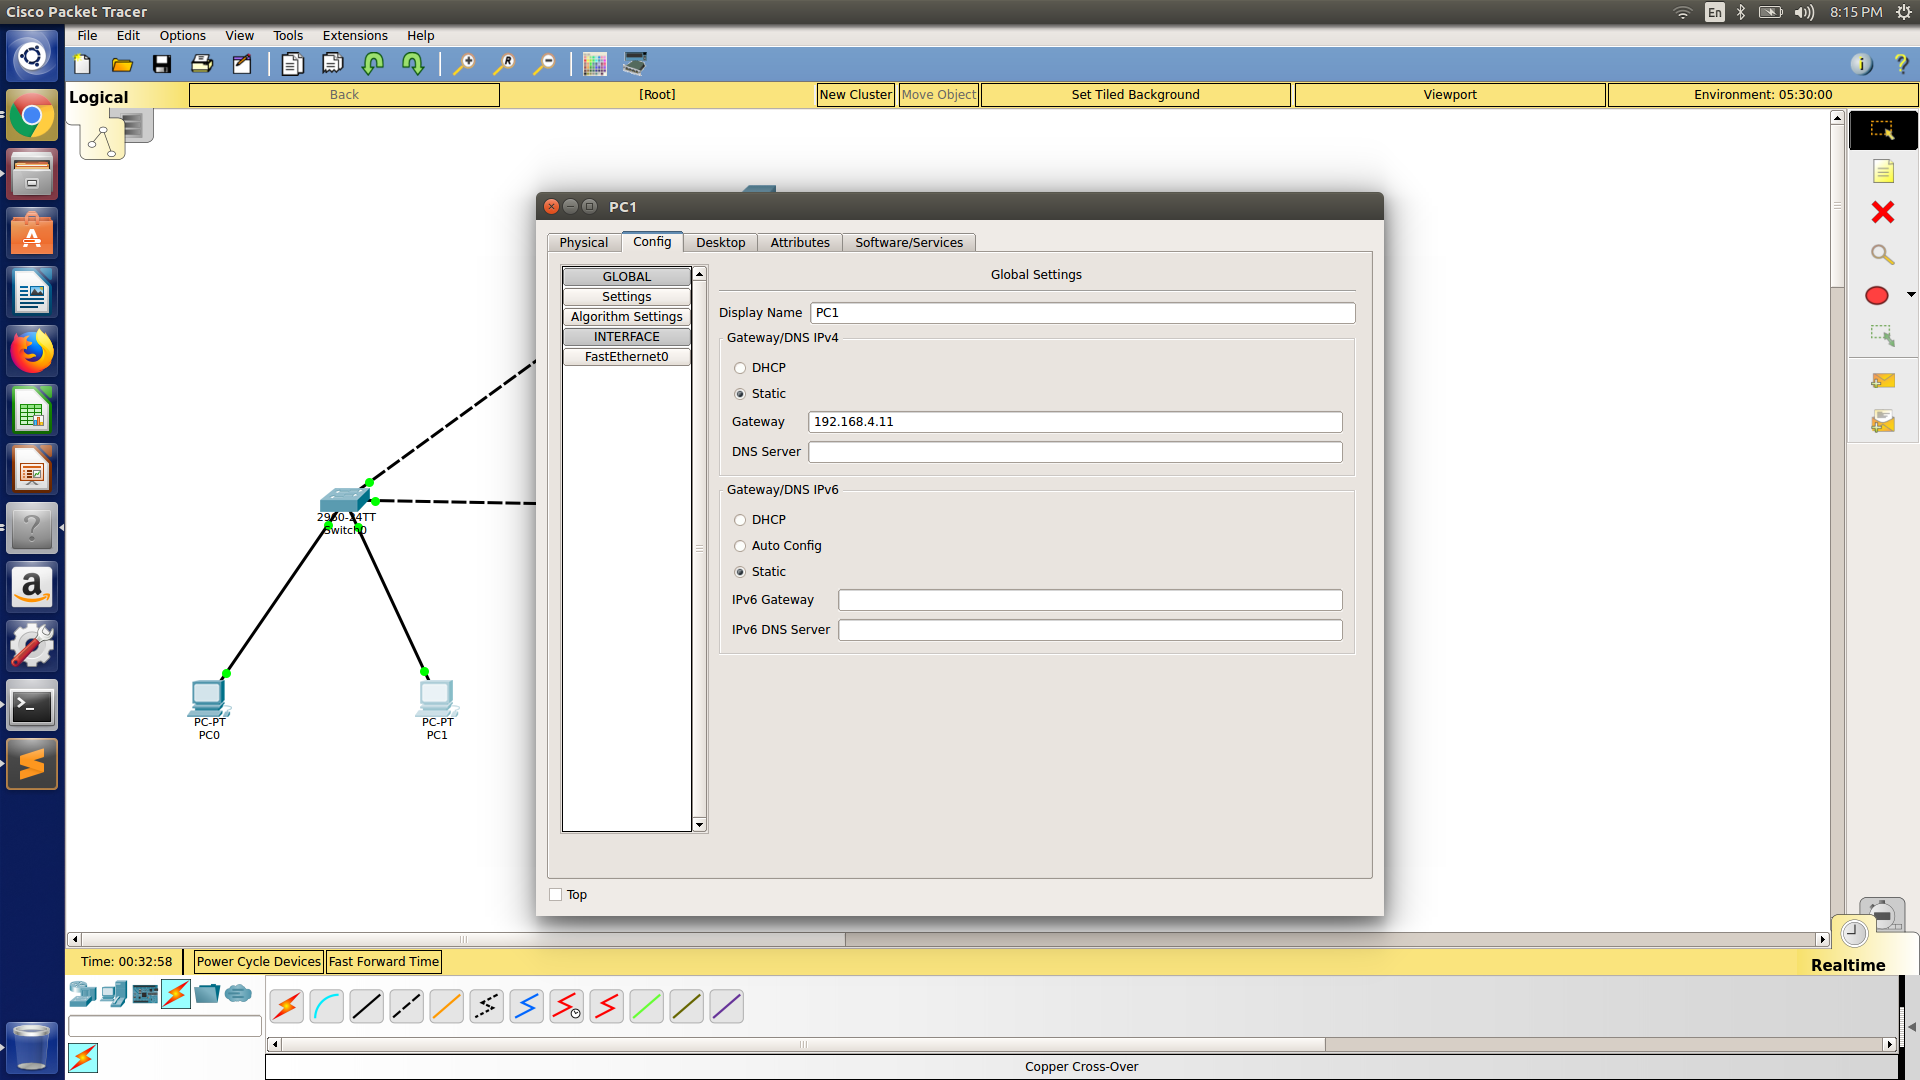 Cisco Packet Tracer
En
8:15 PM
File Edit Options View Tools Extensions Help
Logical
Back
[Root]
New Cluster
Move Object
Set Tiled Background
Viewport
Environment: 05:30:00
PC1
Physical
Config
Desktop
Attributes
Software/Services
GLOBAL
Settings
Algorithm Settings
INTERFACE
FastEthernet0
Global Settings
Display Name PC1
Gateway/DNS IPv4
DHCP
Static
Gateway 192.168.4.11
DNS Server
Gateway/DNS IPv6
DHCP
Auto Config
Static
IPv6 Gateway
IPv6 DNS Server
Top
2960-24TT
Switch0
PC-PT
PC0
PC-PT
PC1
Time: 00:32:58
Power Cycle Devices
Fast Forward Time
Realtime
Copper Cross-Over